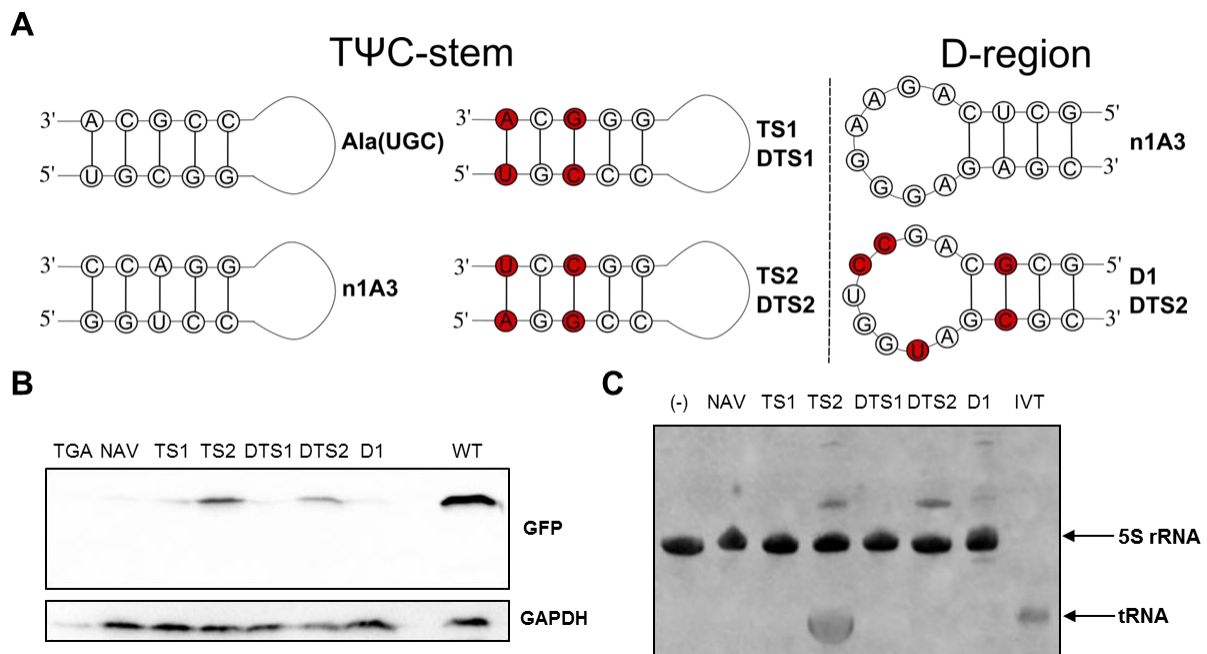 A
TΨC-stem
D-region
3' A C G C C
Ala(UGC)
5' U G C G G
3' A C G G G
TS1
DTS1
5' U G C C C
A A G A C U C G 5'
n1A3
A G G G A G A G C 3'
3' C C A G G
n1A3
5' G G U C C
3' U C C G G
TS2
DTS2
5' A G G C C
C C G A C G C G 5'
D1
DTS2
U G G U A G C G C 3'
B
TGA NAV TS1 TS2 DTS1 DTS2 D1 WT
GFP
GAPDH
C
(-) NAV TS1 TS2 DTS1 DTS2 D1 IVT
5S rRNA
tRNA